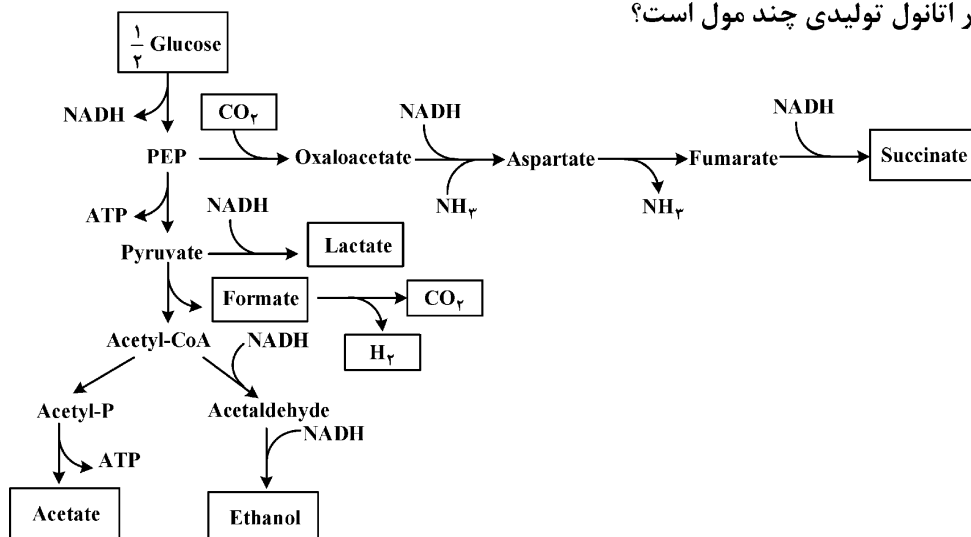 ر اتانول تولیدی چند مول است؟
۱/۲ Glucose
NADH
CO۲
NADH
NADH
PEP
Oxaloacetate
Aspartate
Fumarate
Succinate
ATP
NADH
NH۳
NH۳
Pyruvate
Lactate
Formate
CO۲
Acetyl-CoA
NADH
H۲
Acetyl-P
Acetaldehyde
NADH
ATP
Acetate
Ethanol